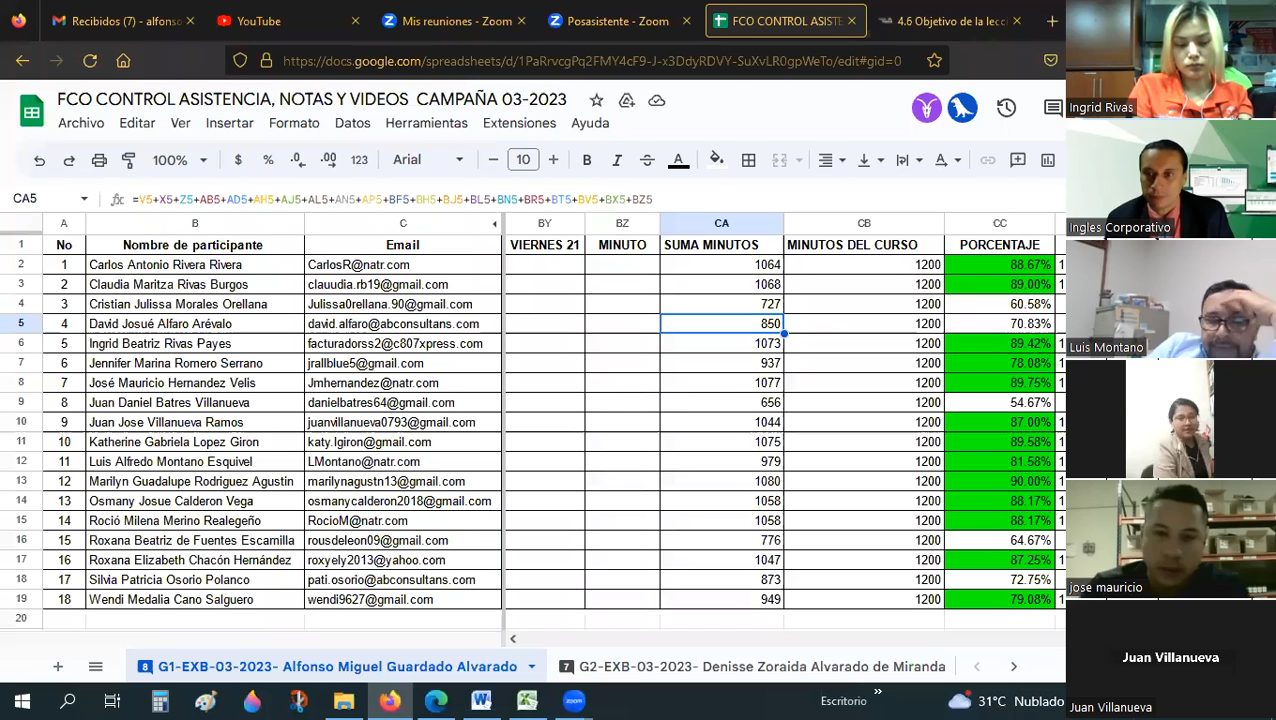 Recibidos (7) - alfonso
YouTube
Mis reuniones - Zoom
Posasistente - Zoom
FCO CONTROL ASISTE
4.6 Objetivo de la lecci
https://docs.google.com/spreadsheets/d/1PaRrvcgPq2FMY4cF9-J-x3DdyRDVY-SuXvLR0gpWeTo/edit#gid=0
FCO CONTROL ASISTENCIA, NOTAS Y VIDEOS CAMPAÑA 03-2023
Archivo Editar Ver Insertar Formato Datos Herramientas Extensiones Ayuda
100% $ % .0 .00 123 Arial 10 B I A
CA5 fx =V5+X5+Z5+AB5+AD5+AH5+AJ5+AL5+AN5+AP5+BF5+BH5+BJ5+BL5+BN5+BR5+BT5+BV5+BX5+BZ5
A B C BY BZ CA CB CC
1 No Nombre de participante Email VIERNES 21 MINUTO SUMA MINUTOS MINUTOS DEL CURSO PORCENTAJE
2 1 Carlos Antonio Rivera Rivera CarlosR@natr.com 1064 1200 88.67% 1
3 2 Claudia Maritza Rivas Burgos clauudia.rb19@gmail.com 1068 1200 89.00% 1
4 3 Cristian Julissa Morales Orellana Julissa0rellana.90@gmail.com 727 1200 60.58%
5 4 David Josué Alfaro Arévalo david.alfaro@abconsultans.com 850 1200 70.83%
6 5 Ingrid Beatriz Rivas Payes facturadorss2@c807xpress.com 1073 1200 89.42% 1
7 6 Jennifer Marina Romero Serrano jrallblue5@gmail.com 937 1200 78.08% 1
8 7 José Mauricio Hernandez Velis Jmhernandez@natr.com 1077 1200 89.75% 1
9 8 Juan Daniel Batres Villanueva danielbatres64@gmail.com 656 1200 54.67%
10 9 Juan Jose Villanueva Ramos juanvillanueva0793@gmail.com 1044 1200 87.00% 1
11 10 Katherine Gabriela Lopez Giron katy.lgiron@gmail.com 1075 1200 89.58% 1
12 11 Luis Alfredo Montano Esquivel LMontano@natr.com 979 1200 81.58% 1
13 12 Marilyn Guadalupe Rodriguez Agustin marilynagustn13@gmail.com 1080 1200 90.00% 1
14 13 Osmany Josue Calderon Vega osmany.calderon2018@gmail.com 1058 1200 88.17% 1
15 14 Roció Milena Merino Realegeño RocioM@natr.com 1058 1200 88.17% 1
16 15 Roxana Beatriz de Fuentes Escamilla rousdeleon09@gmail.com 776 1200 64.67%
17 16 Roxana Elizabeth Chacón Hernández roxyely2013@yahoo.com 1047 1200 87.25% 1
18 17 Silvia Patricia Osorio Polanco pati.osorio@abconsultans.com 873 1200 72.75%
19 18 Wendi Medalia Cano Salguero wendi9627@gmail.com 949 1200 79.08% 1
20
8 G1-EXB-03-2023- Alfonso Miguel Guardado Alvarado
7 G2-EXB-03-2023- Denisse Zoraida Alvarado de Miranda
Escritorio » 31°C Nublado
Ingrid Rivas
Ingles Corporativo
Luis Montano
jose mauricio
Juan Villanueva
Juan Villanueva